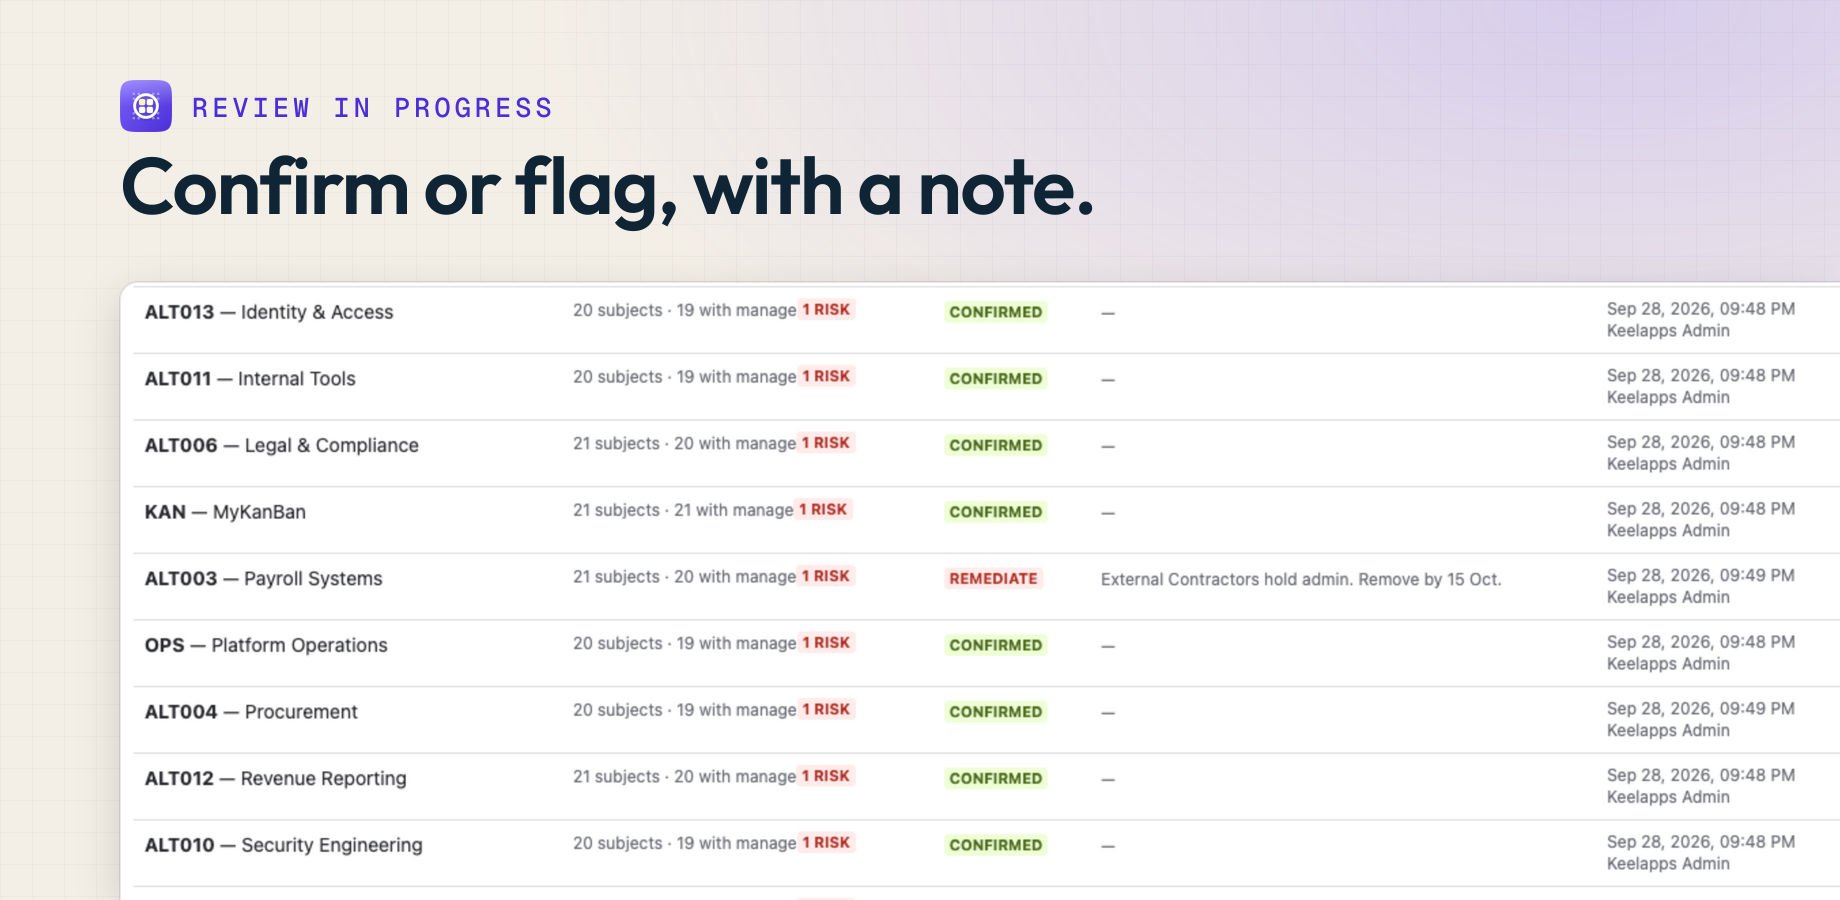 REVIEW IN PROGRESS
Confirm or flag, with a note.
ALT013 — Identity & Access 20 subjects · 19 with manage 1 RISK CONFIRMED — Sep 28, 2026, 09:48 PM
Keelapps Admin
ALT011 — Internal Tools 20 subjects · 19 with manage 1 RISK CONFIRMED — Sep 28, 2026, 09:48 PM
Keelapps Admin
ALT006 — Legal & Compliance 21 subjects · 20 with manage 1 RISK CONFIRMED — Sep 28, 2026, 09:48 PM
Keelapps Admin
KAN — MyKanBan 21 subjects · 21 with manage 1 RISK CONFIRMED — Sep 28, 2026, 09:48 PM
Keelapps Admin
ALT003 — Payroll Systems 21 subjects · 20 with manage 1 RISK REMEDIATE External Contractors hold admin. Remove by 15 Oct. Sep 28, 2026, 09:49 PM
Keelapps Admin
OPS — Platform Operations 20 subjects · 19 with manage 1 RISK CONFIRMED — Sep 28, 2026, 09:48 PM
Keelapps Admin
ALT004 — Procurement 20 subjects · 19 with manage 1 RISK CONFIRMED — Sep 28, 2026, 09:49 PM
Keelapps Admin
ALT012 — Revenue Reporting 21 subjects · 20 with manage 1 RISK CONFIRMED — Sep 28, 2026, 09:48 PM
Keelapps Admin
ALT010 — Security Engineering 20 subjects · 19 with manage 1 RISK CONFIRMED — Sep 28, 2026, 09:48 PM
Keelapps Admin